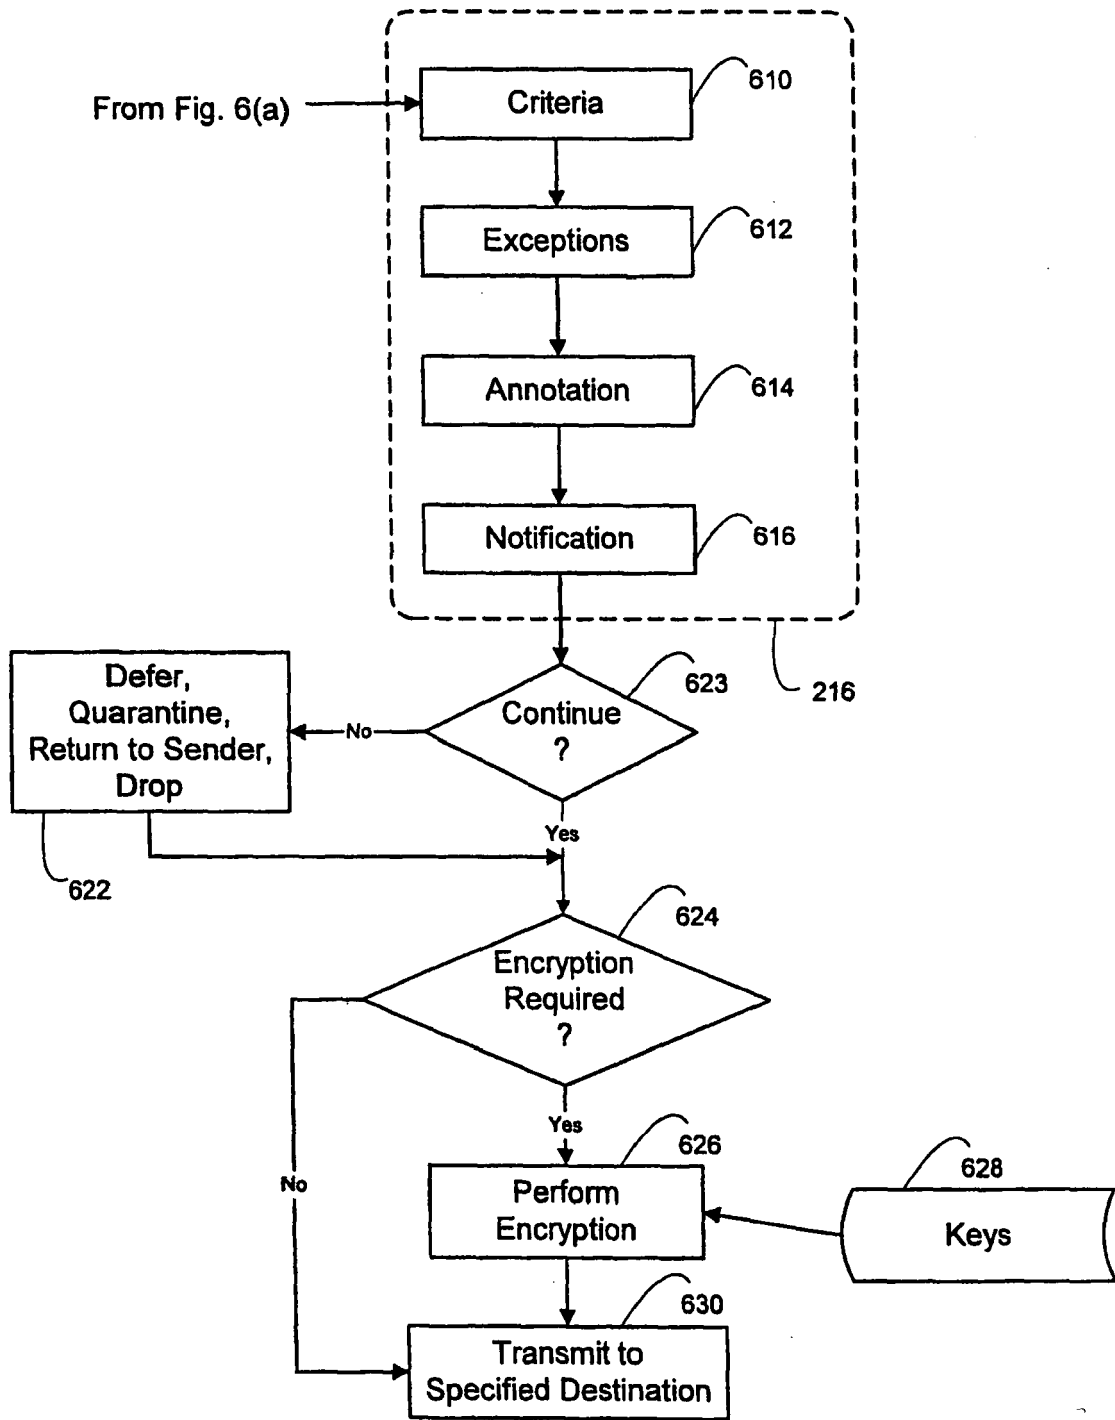 From Fig. 6(a)
Criteria
610
Exceptions
612
Annotation
614
Notification
616
216
Continue
?
623
No
Defer,
Quarantine,
Return to Sender,
Drop
622
Yes
Encryption
Required
?
624
Yes
No
Perform
Encryption
626
Keys
628
Transmit to
Specified Destination
630